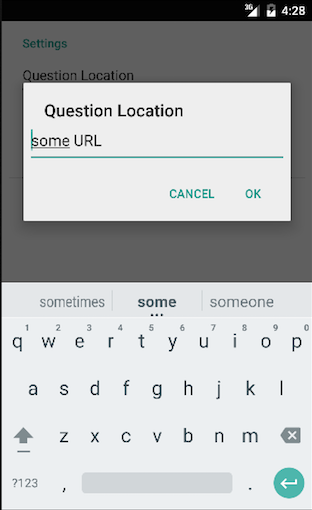 3G 4:28
Settings
Question Location
Question Location
some URL
CANCEL OK
sometimes some someone
1 2 3 4 5 6 7 8 9 0
q w e r t y u i o p
a s d f g h j k l
z x c v b n m
?123 , .